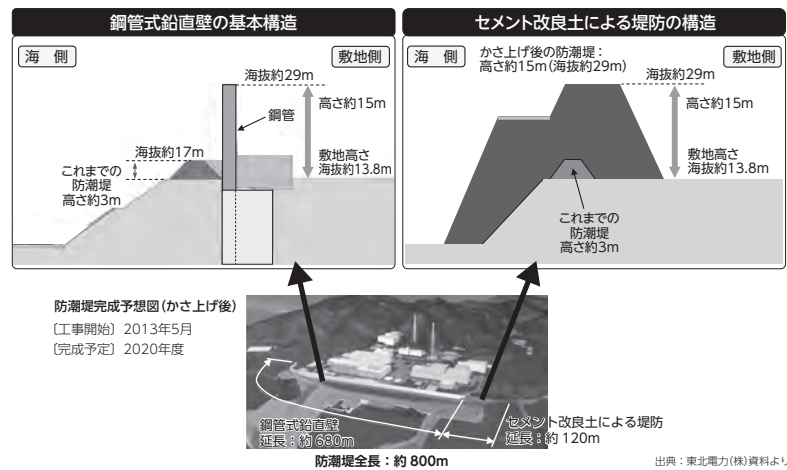 鋼管式鉛直壁の基本構造
海 側
敷地側
海抜約29m
高さ約15m
鋼管
海抜約17m
これまでの
防潮堤
高さ約3m
敷地高さ
海抜約13.8m
セメント改良土による堤防の構造
海 側
かさ上げ後の防潮堤:
高さ約15m(海抜約29m)
敷地側
海抜約29m
高さ約15m
敷地高さ
海抜約13.8m
これまでの
防潮堤
高さ約3m
防潮堤完成予想図(かさ上げ後)
〔工事開始〕2013年5月
〔完成予定〕2020年度
鋼管式鉛直壁
延長:約680m
セメント改良土による堤防
延長:約120m
防潮堤全長:約800m
出典:東北電力(株)資料より